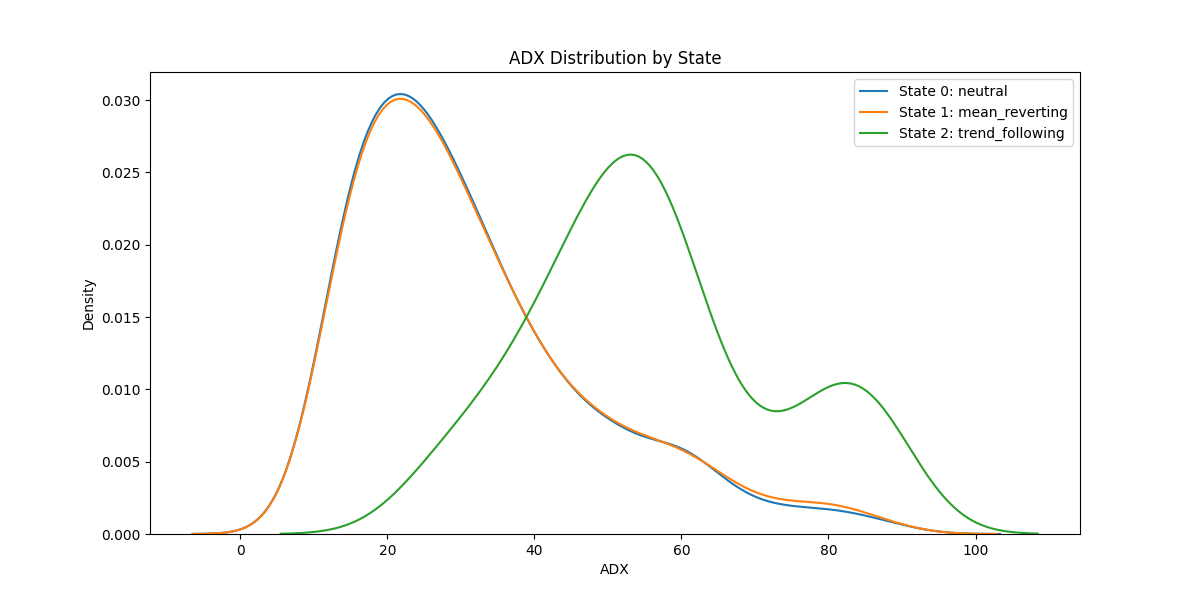 ADX Distribution by State
State 0: neutral
State 1: mean_reverting
State 2: trend_following
0.030
0.025
0.020
0.015
0.010
0.005
0.000
Density
0 20 40 60 80 100
ADX